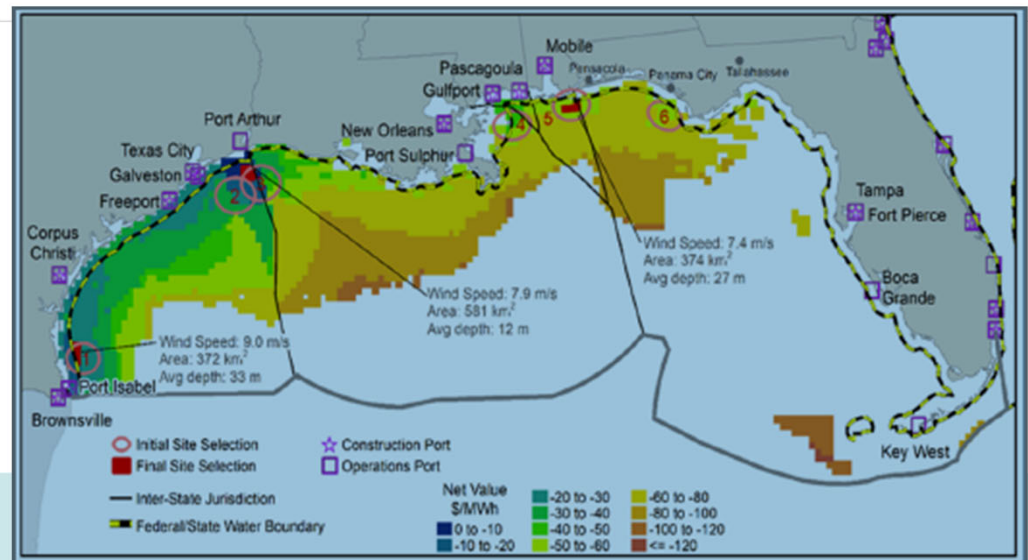 Mobile
Pascagoula
Pensacola
Panama City
Tallahassee
Gulfport
Port Arthur
New Orleans
4
5
6
Texas City
Port Sulphur
Galveston
2
Freeport
Tampa
Fort Pierce
Corpus
Christi
Wind Speed: 7.4 m/s
Area: 374 km²
Avg depth: 27 m
Boca
Grande
Wind Speed: 7.9 m/s
Area: 581 km²
Avg depth: 12 m
Wind Speed: 9.0 m/s
Area: 372 km²
Avg depth: 33 m
1
Port Isabel
Brownsville
Key West
Initial Site Selection
Final Site Selection
Inter-State Jurisdiction
Federal/State Water Boundary
Construction Port
Operations Port
Net Value
$/MWh
0 to -10
-10 to -20
-20 to -30
-30 to -40
-40 to -50
-50 to -60
-60 to -80
-80 to -100
-100 to -120
<= -120